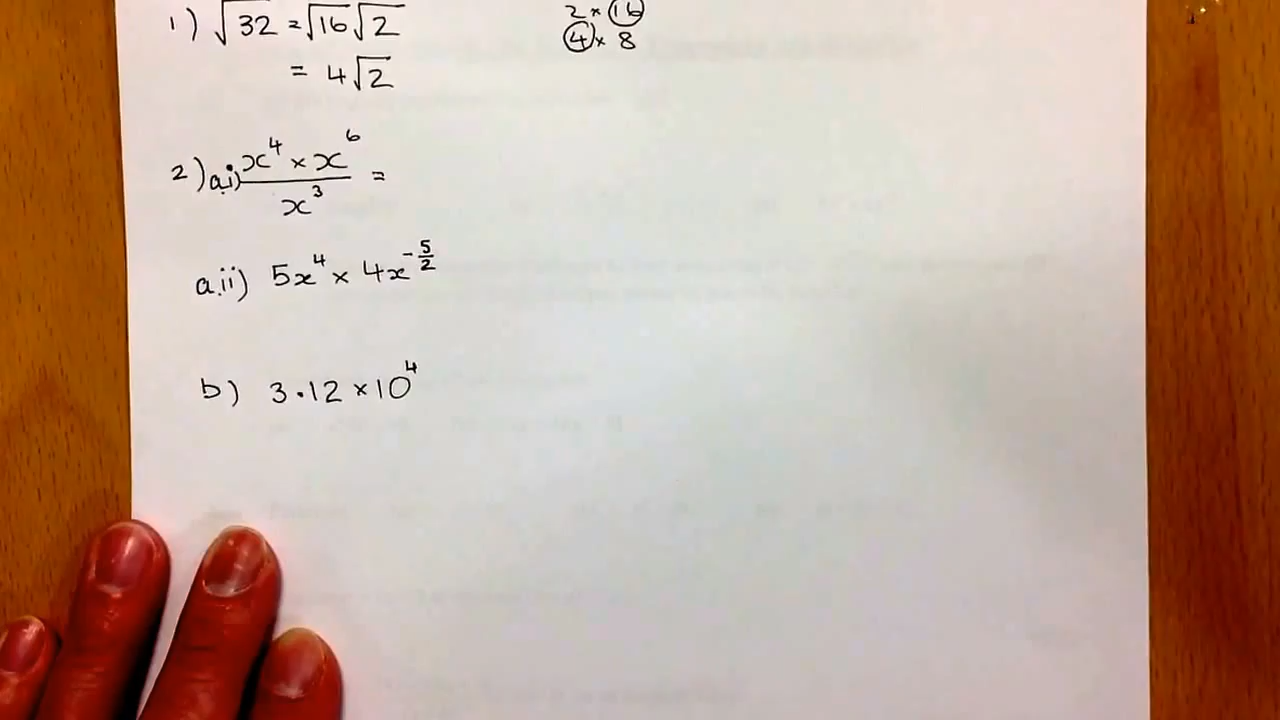 1) √32 = √16 √2
2 × 16
4 × 8
= 4√2
2) a.i) x⁴ × x⁶ / x³ =
a.ii) 5x⁴ × 4x^(-5/2)
b) 3·12 × 10⁴